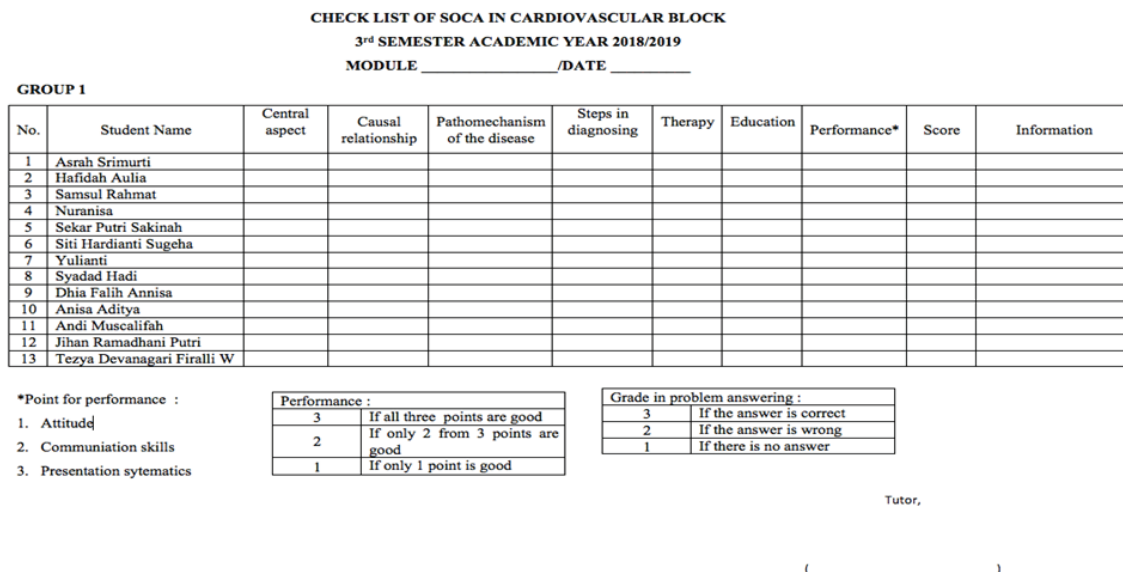 CHECK LIST OF SOCA IN CARDIOVASCULAR BLOCK
3rd SEMESTER ACADEMIC YEAR 2018/2019
MODULE ________________/DATE __________
GROUP 1
No. Student Name Central aspect Causal relationship Pathomechanism of the disease Steps in diagnosing Therapy Education Performance* Score Information
1 Asrah Srimurti
2 Hafidah Aulia
3 Samsul Rahmat
4 Nuranisa
5 Sekar Putri Sakinah
6 Siti Hardianti Sugeha
7 Yulianti
8 Syadad Hadi
9 Dhia Falih Annisa
10 Anisa Aditya
11 Andi Muscalifah
12 Jihan Ramadhani Putri
13 Tezya Devanagari Firalli W
*Point for performance :
1. Attitude
2. Communiation skills
3. Presentation sytematics
Performance :
3 If all three points are good
2 If only 2 from 3 points are
good
1 If only 1 point is good
Grade in problem answering :
3 If the answer is correct
2 If the answer is wrong
1 If there is no answer
Tutor,
( )